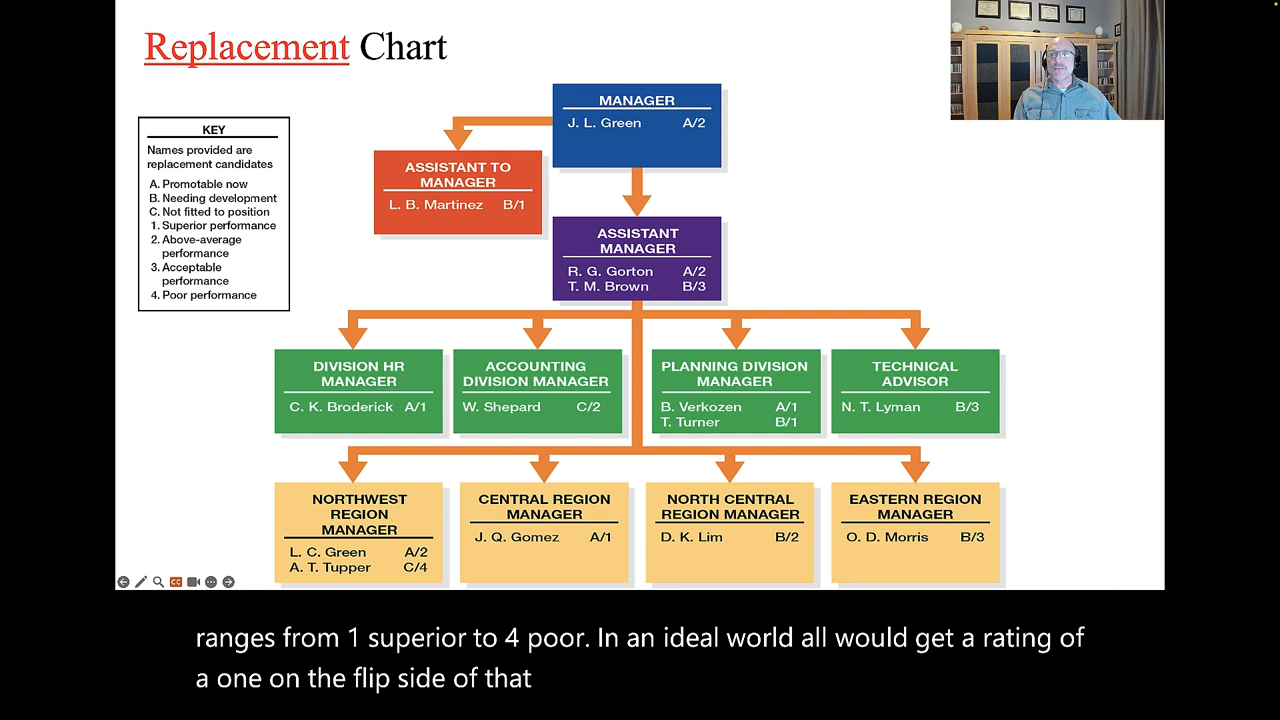 Replacement Chart
KEY
Names provided are
replacement candidates
A. Promotable now
B. Needing development
C. Not fitted to position
1. Superior performance
2. Above-average
performance
3. Acceptable
performance
4. Poor performance
MANAGER
J. L. Green A/2
ASSISTANT TO
MANAGER
L. B. Martinez B/1
ASSISTANT
MANAGER
R. G. Gorton A/2
T. M. Brown B/3
DIVISION HR
MANAGER
C. K. Broderick A/1
ACCOUNTING
DIVISION MANAGER
W. Shepard C/2
PLANNING DIVISION
MANAGER
B. Verkozen A/1
T. Turner B/1
TECHNICAL
ADVISOR
N. T. Lyman B/3
NORTHWEST
REGION
MANAGER
L. C. Green A/2
A. T. Tupper C/4
CENTRAL REGION
MANAGER
J. Q. Gomez A/1
NORTH CENTRAL
REGION MANAGER
D. K. Lim B/2
EASTERN REGION
MANAGER
O. D. Morris B/3
CC
ranges from 1 superior to 4 poor. In an ideal world all would get a rating of
a one on the flip side of that